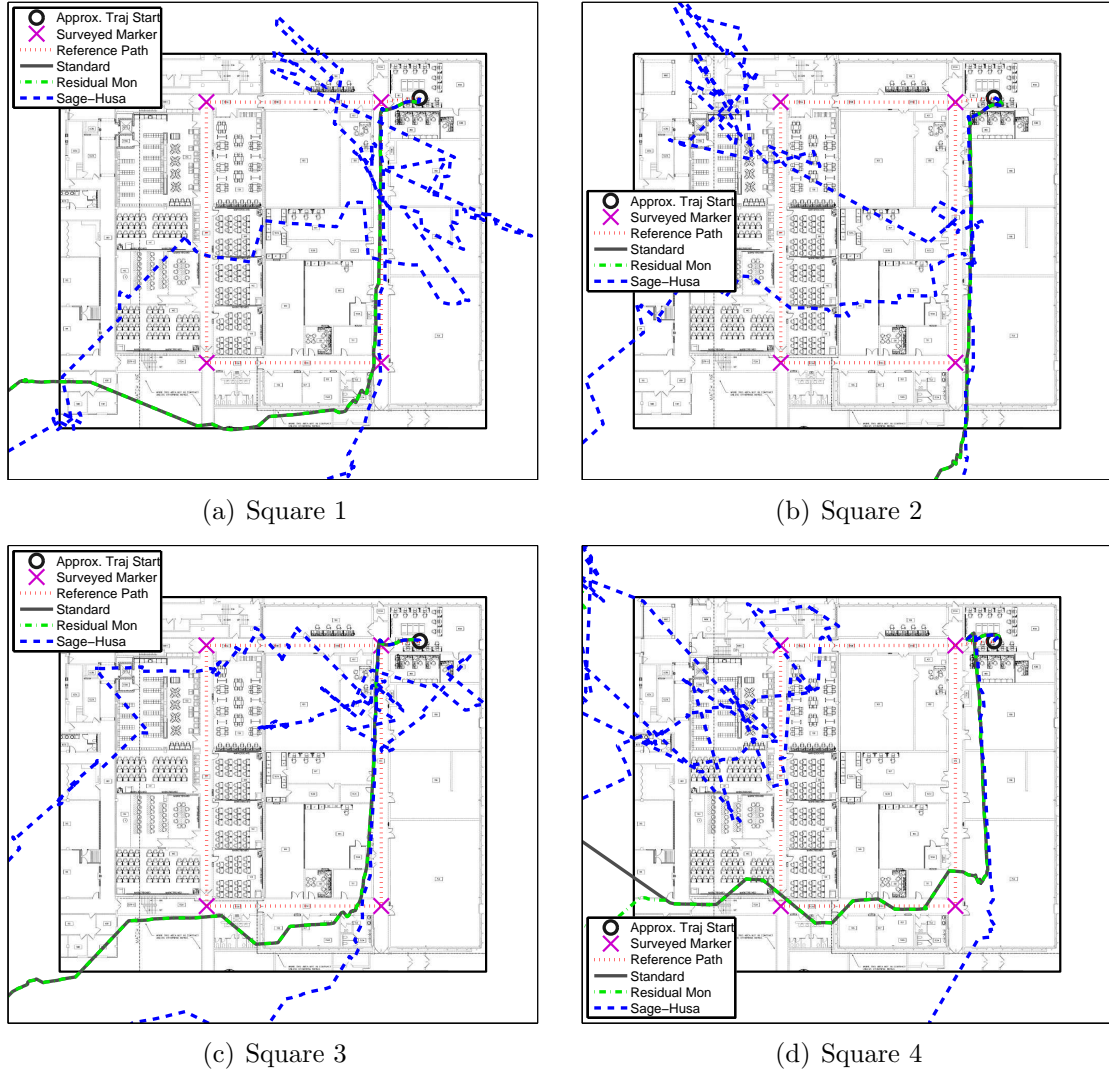 Approx. Traj Start
Surveyed Marker
Reference Path
Standard
Residual Mon
Sage-Husa
(a) Square 1
Approx. Traj Start
Surveyed Marker
Reference Path
Standard
Residual Mon
Sage-Husa
(b) Square 2
Approx. Traj Start
Surveyed Marker
Reference Path
Standard
Residual Mon
Sage-Husa
(c) Square 3
Approx. Traj Start
Surveyed Marker
Reference Path
Standard
Residual Mon
Sage-Husa
(d) Square 4